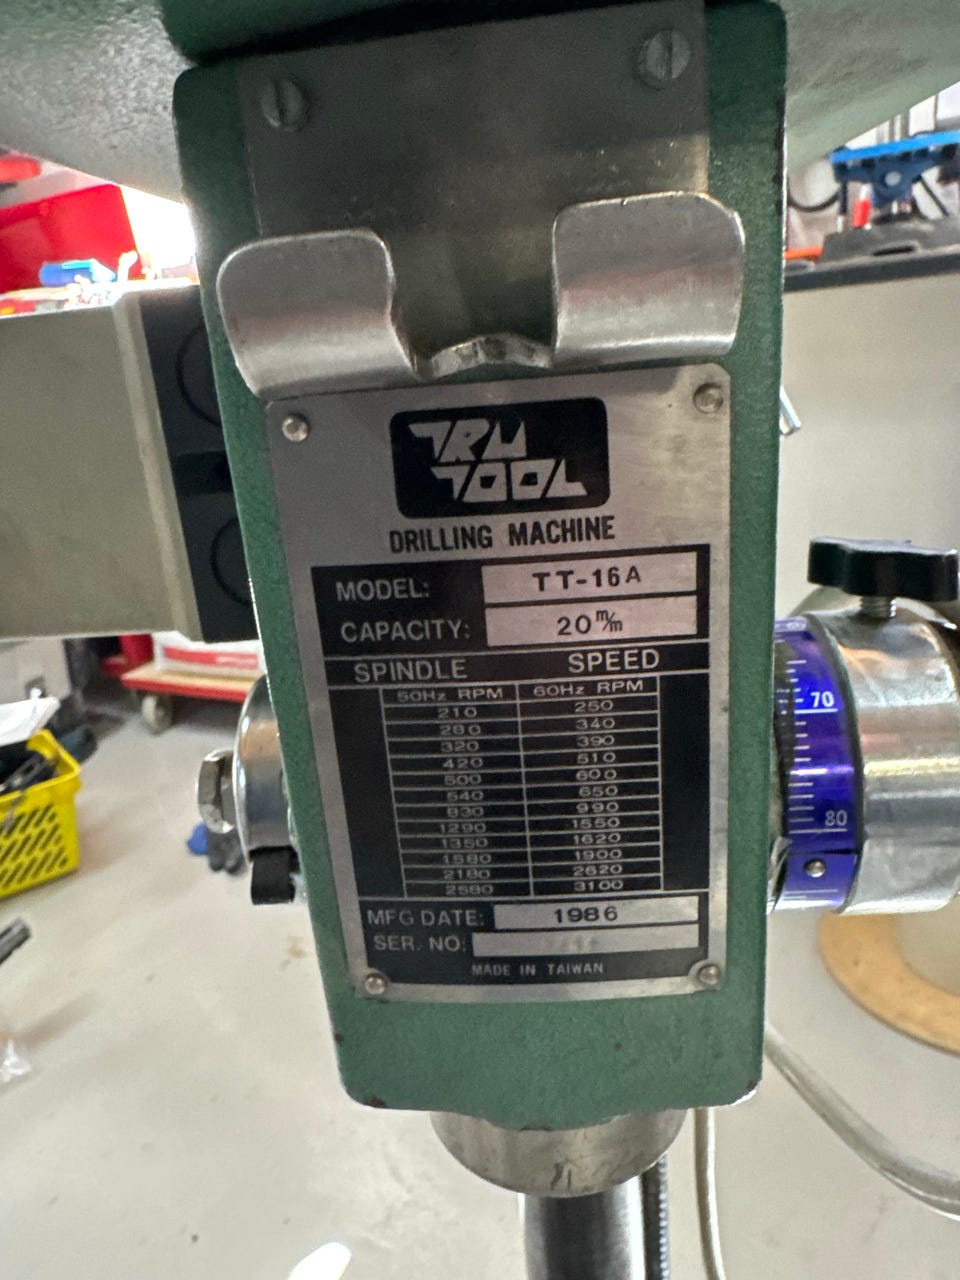 TRU
TOOL
DRILLING MACHINE
MODEL: TT-16A
CAPACITY: 20 m/m
SPINDLE SPEED
50Hz RPM 60Hz RPM
210 250
280 340
320 390
420 510
500 600
540 650
830 990
1290 1550
1350 1620
1580 1900
2180 2620
2580 3100
MFG DATE: 1986
SER. NO:
MADE IN TAIWAN
70
80